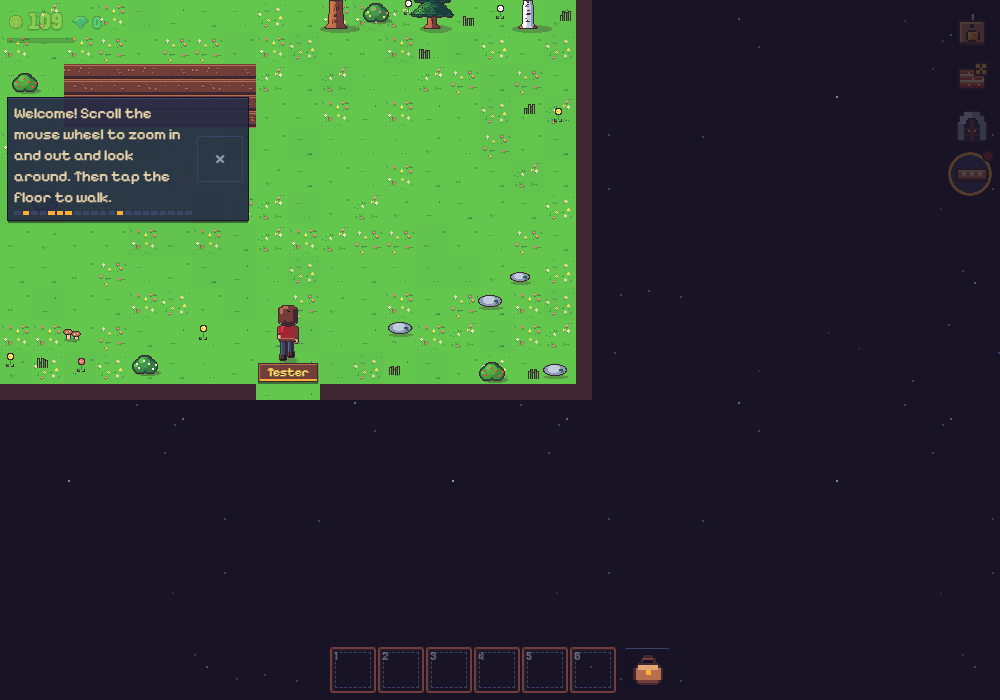 109 0
Welcome! Scroll the
mouse wheel to zoom in
and out and look
around. Then tap the
floor to walk.
×
Tester
1 2 3 4 5 6